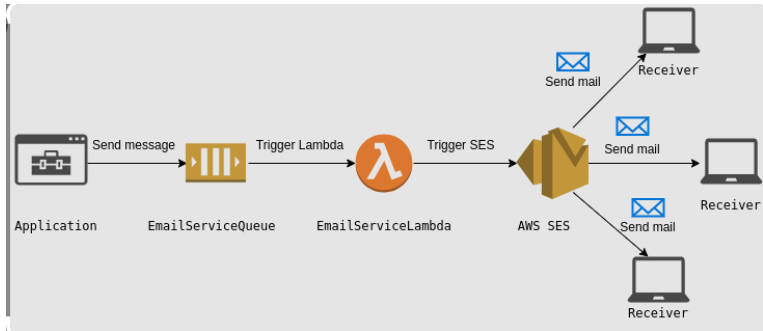 Send mail
Receiver
Send message
Trigger Lambda
Trigger SES
Send mail
Application
EmailServiceQueue
EmailServiceLambda
AWS SES
Receiver
Send mail
Receiver